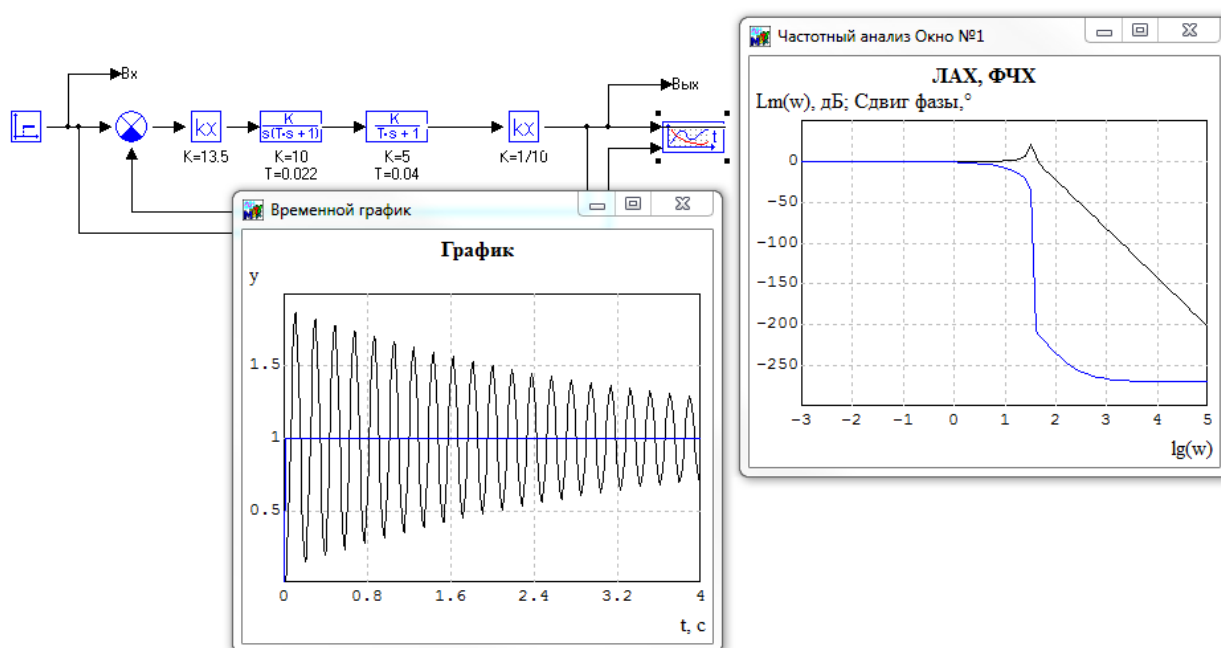 Вх
Вых
K
s(T·s+1)
K
T·s+1
kx
kx
K=13.5
K=10
T=0.022
K=5
T=0.04
K=1/10
t
Временной график
График
y
1.5
1
0.5
0 0.8 1.6 2.4 3.2 4
t, с
Частотный анализ Окно №1
ЛАХ, ФЧХ
Lm(w), дБ; Сдвиг фазы,°
0
-50
-100
-150
-200
-250
-3 -2 -1 0 1 2 3 4 5
lg(w)